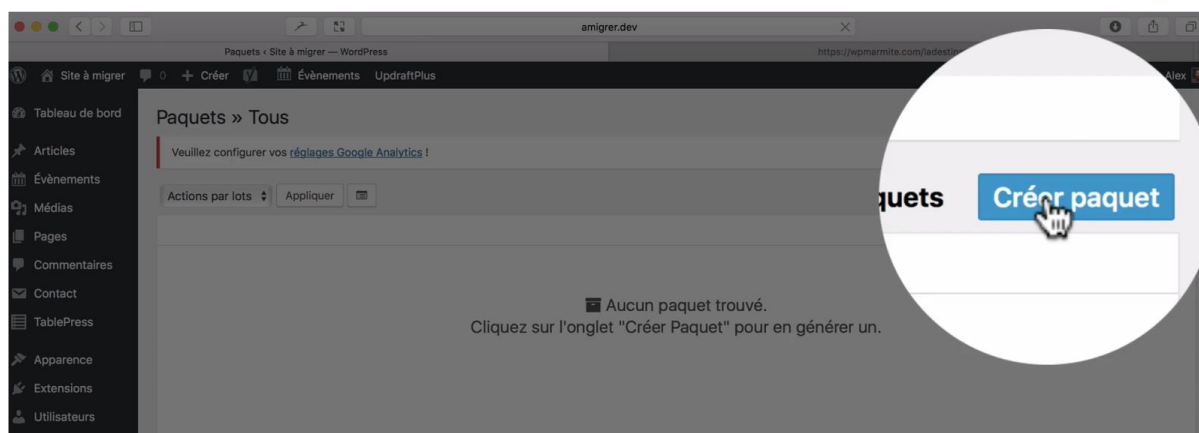 amigrer.dev
Paquets ‹ Site à migrer — WordPress
https://wpmarmite.com/ladestin
Site à migrer 0 + Créer Évènements UpdraftPlus
Alex
Tableau de bord
Articles
Évènements
Médias
Pages
Commentaires
Contact
TablePress
Apparence
Extensions
Utilisateurs
Paquets » Tous
Veuillez configurer vos réglages Google Analytics !
Actions par lots Appliquer
quets Créer paquet
Aucun paquet trouvé.
Cliquez sur l'onglet "Créer Paquet" pour en générer un.